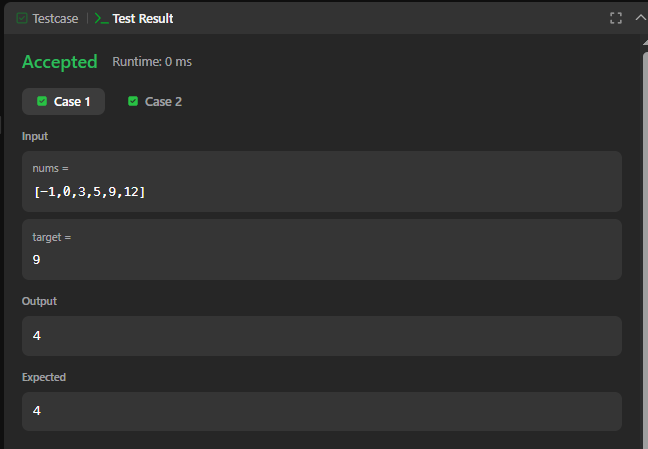 Testcase Test Result
Accepted Runtime: 0 ms
Case 1 Case 2
Input
nums =
[-1,0,3,5,9,12]
target =
9
Output
4
Expected
4